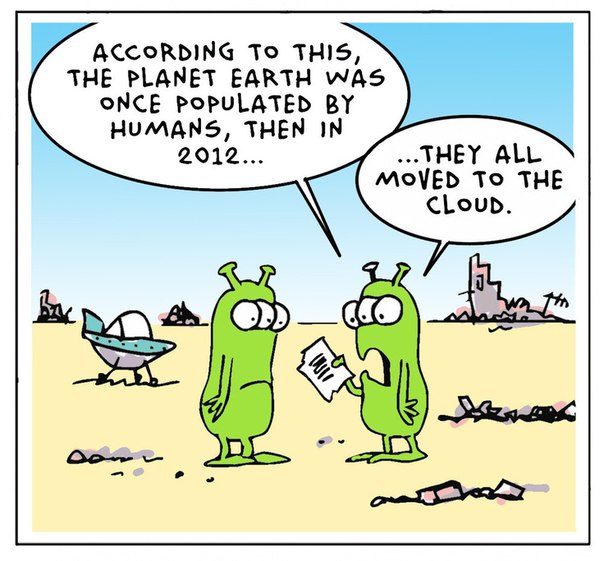 ACCORDING TO THIS,
THE PLANET EARTH WAS
ONCE POPULATED BY
HUMANS, THEN IN
2012...
...THEY ALL
MOVED TO THE
CLOUD.